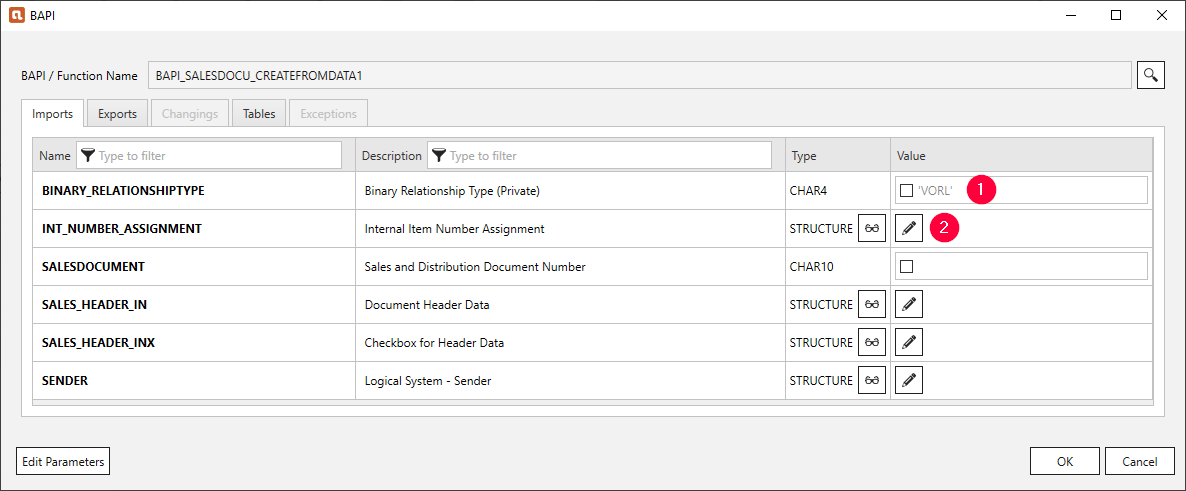 BAPI
BAPI / Function Name BAPI_SALESDOCU_CREATEFROMDATA1
Imports Exports Changings Tables Exceptions
Name Type to filter Description Type to filter Type Value
BINARY_RELATIONSHIPTYPE Binary Relationship Type (Private) CHAR4 'VORL' 1
INT_NUMBER_ASSIGNMENT Internal Item Number Assignment STRUCTURE 2
SALESDOCUMENT Sales and Distribution Document Number CHAR10
SALES_HEADER_IN Document Header Data STRUCTURE
SALES_HEADER_INX Checkbox for Header Data STRUCTURE
SENDER Logical System - Sender STRUCTURE
Edit Parameters OK Cancel